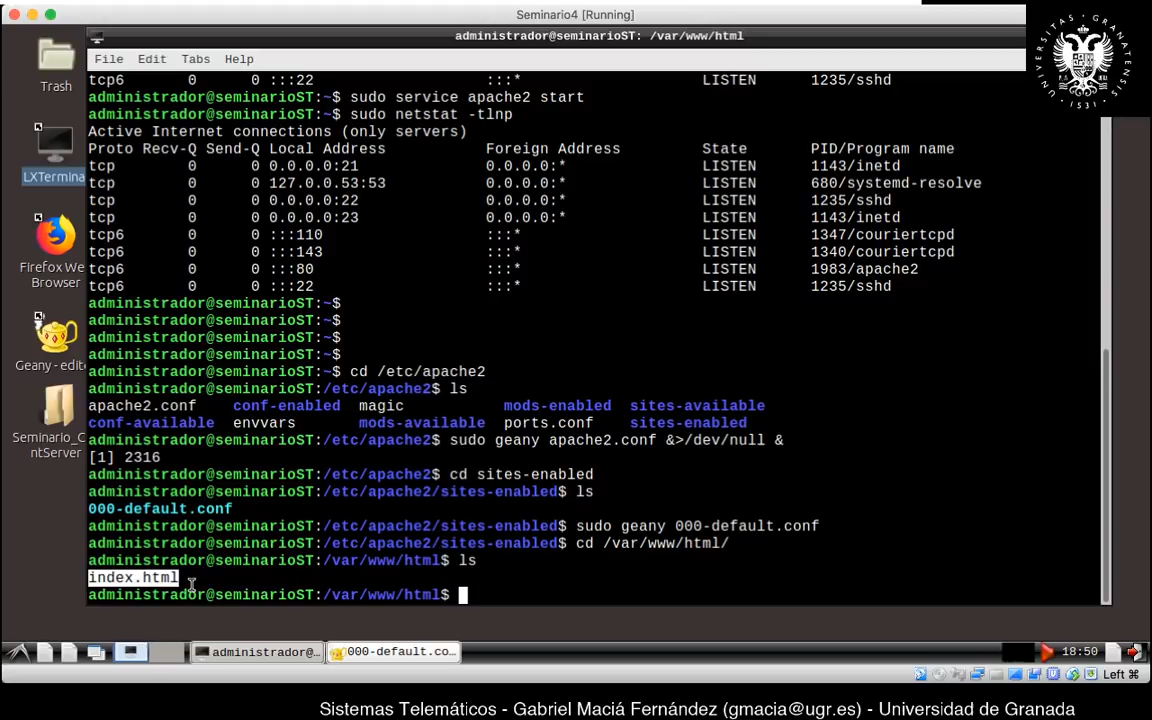 Seminario4 [Running]
administrador@seminarioST: /var/www/html
File Edit Tabs Help
tcp6 0 0 :::22 :::* LISTEN 1235/sshd
administrador@seminarioST:~$ sudo service apache2 start
administrador@seminarioST:~$ sudo netstat -tlnp
Active Internet connections (only servers)
Proto Recv-Q Send-Q Local Address Foreign Address State PID/Program name
tcp 0 0 0.0.0.0:21 0.0.0.0:* LISTEN 1143/inetd
tcp 0 0 127.0.0.53:53 0.0.0.0:* LISTEN 680/systemd-resolve
tcp 0 0 0.0.0.0:22 0.0.0.0:* LISTEN 1235/sshd
tcp 0 0 0.0.0.0:23 0.0.0.0:* LISTEN 1143/inetd
tcp6 0 0 :::110 :::* LISTEN 1347/couriertcpd
tcp6 0 0 :::143 :::* LISTEN 1340/couriertcpd
tcp6 0 0 :::80 :::* LISTEN 1983/apache2
tcp6 0 0 :::22 :::* LISTEN 1235/sshd
administrador@seminarioST:~$
administrador@seminarioST:~$
administrador@seminarioST:~$
administrador@seminarioST:~$
administrador@seminarioST:~$ cd /etc/apache2
administrador@seminarioST:/etc/apache2$ ls
apache2.conf conf-enabled magic mods-enabled sites-available
conf-available envvars mods-available ports.conf sites-enabled
administrador@seminarioST:/etc/apache2$ sudo geany apache2.conf &>/dev/null &
[1] 2316
administrador@seminarioST:/etc/apache2$ cd sites-enabled
administrador@seminarioST:/etc/apache2/sites-enabled$ ls
000-default.conf
administrador@seminarioST:/etc/apache2/sites-enabled$ sudo geany 000-default.conf
administrador@seminarioST:/etc/apache2/sites-enabled$ cd /var/www/html/
administrador@seminarioST:/var/www/html$ ls
index.html
administrador@seminarioST:/var/www/html$
Trash
LXTermina
Firefox We
Browser
Geany - edit
Seminario_C
ntServer
UNIVERSITAS GRANATENSIS
1531
administrador@...
000-default.co...
18:50
Left ⌘
Sistemas Telemáticos - Gabriel Maciá Fernández (gmacia@ugr.es) - Universidad de Granada